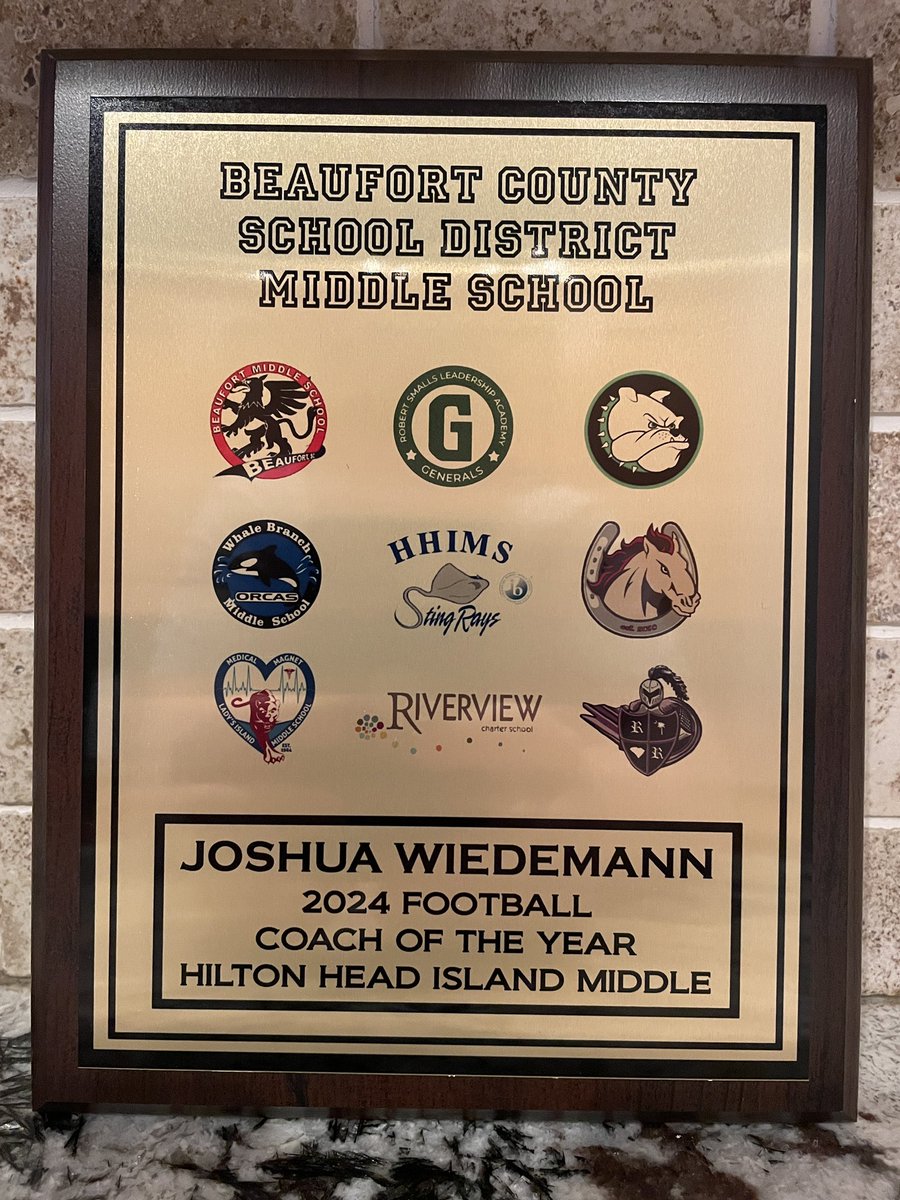 BEAUFORT COUNTY
SCHOOL DISTRICT
MIDDLE SCHOOL
BEAUFORT MIDDLE SCHOOL
BEAUFORT
ROBERT SMALLS LEADERSHIP ACADEMY
G
GENERALS
Whale Branch
ORCAS
Middle School
HHIMS
StingRays
MEDICAL MAGNET
LADY'S ISLAND
MIDDLE SCHOOL
EST.
RIVERVIEW
charter school
R
R
JOSHUA WIEDEMANN
2024 FOOTBALL
COACH OF THE YEAR
HILTON HEAD ISLAND MIDDLE